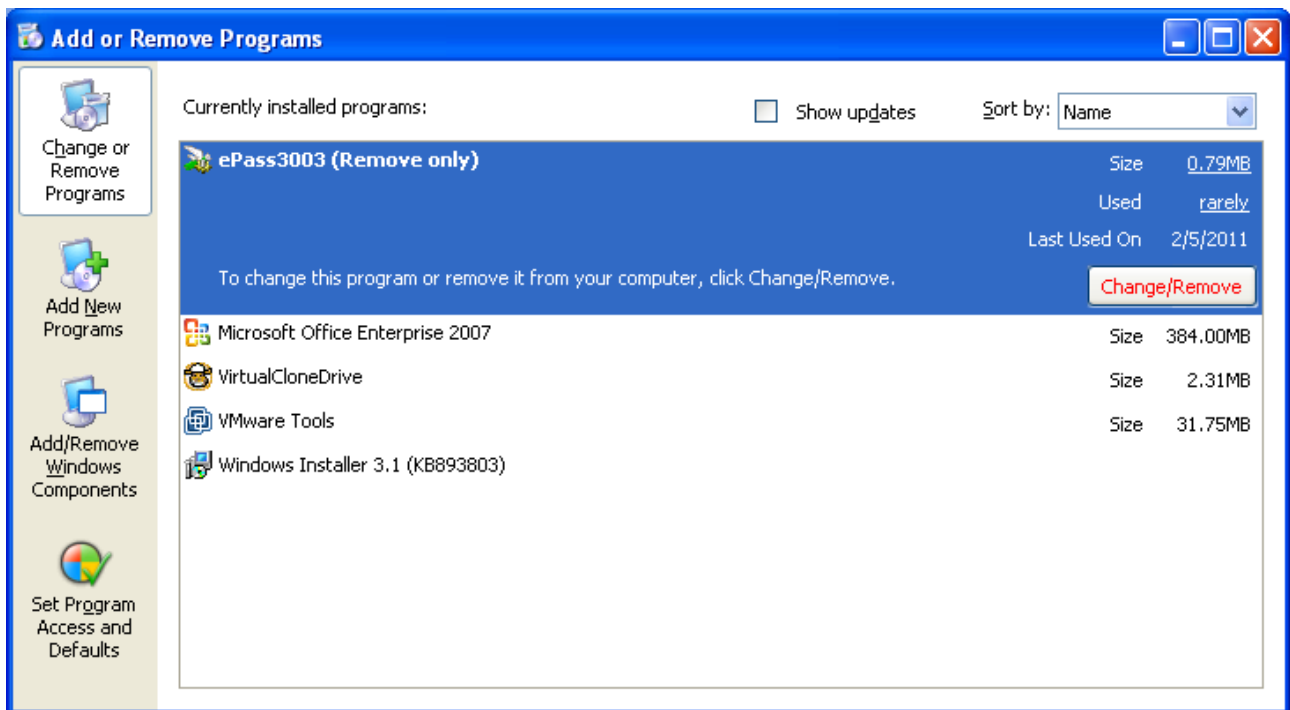 Add or Remove Programs
Change or
Remove
Programs
Add New
Programs
Add/Remove
Windows
Components
Set Program
Access and
Defaults
Currently installed programs:
Show updates
Sort by: Name
ePass3003 (Remove only)
Size 0.79MB
Used rarely
Last Used On 2/5/2011
To change this program or remove it from your computer, click Change/Remove.
Change/Remove
Microsoft Office Enterprise 2007 Size 384.00MB
VirtualCloneDrive Size 2.31MB
VMware Tools Size 31.75MB
Windows Installer 3.1 (KB893803)